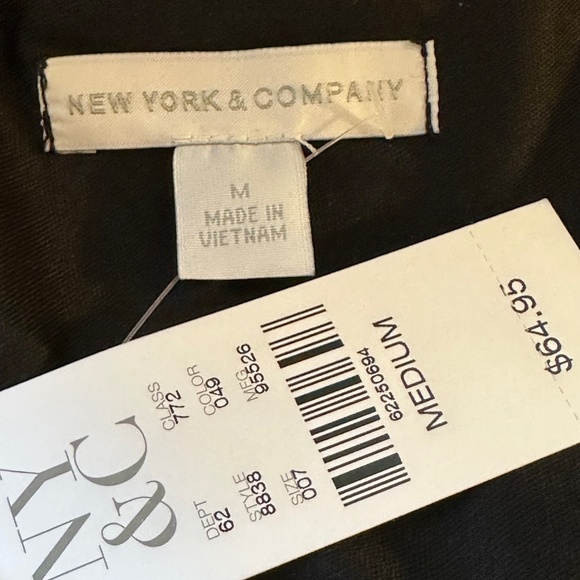 NEW YORK & COMPANY
M
MADE IN
VIETNAM
NY
&C
CLASS
772
COLOR
049
MFG
95526
DEPT
62
STYLE
8838
SIZE
007
62250694
MEDIUM
$64.95